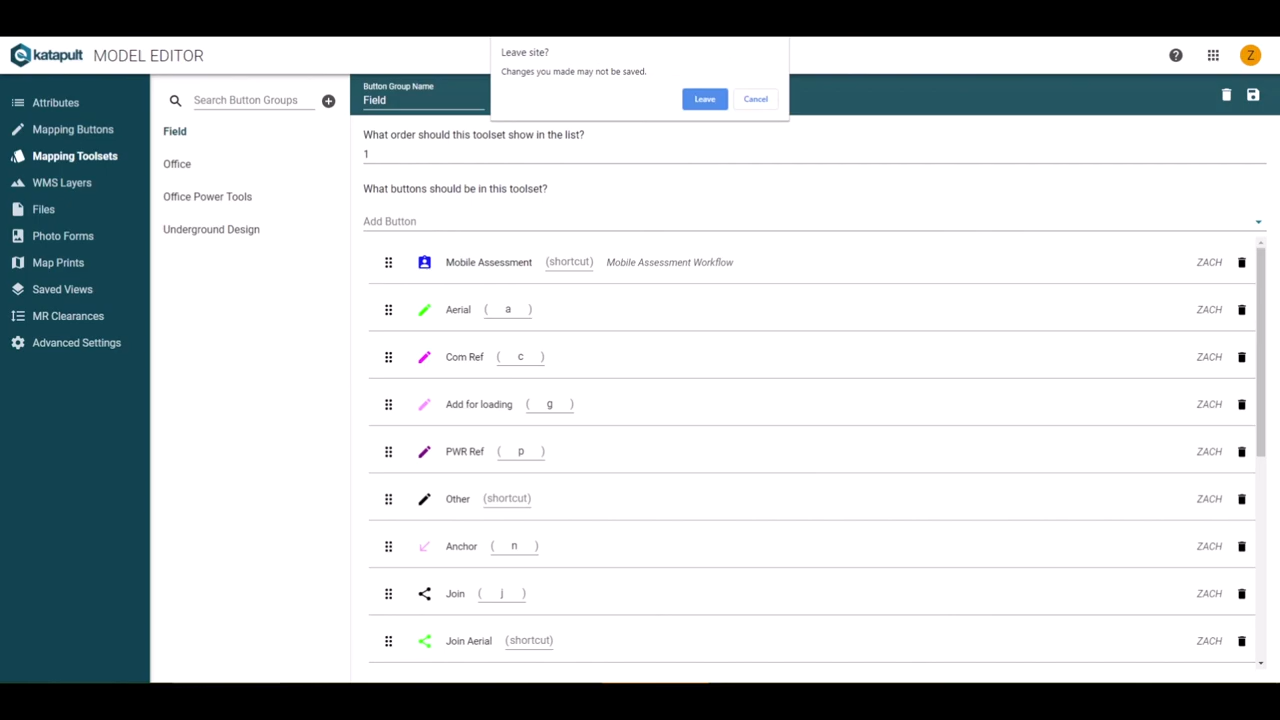 katapult MODEL EDITOR
Leave site?
Changes you made may not be saved.
Leave
Cancel
Z
Attributes
Mapping Buttons
Mapping Toolsets
WMS Layers
Files
Photo Forms
Map Prints
Saved Views
MR Clearances
Advanced Settings
Search Button Groups
Field
Office
Office Power Tools
Underground Design
Button Group Name
Field
What order should this toolset show in the list?
1
What buttons should be in this toolset?
Add Button
Mobile Assessment (shortcut) Mobile Assessment Workflow ZACH
Aerial ( a ) ZACH
Com Ref ( c ) ZACH
Add for loading ( g ) ZACH
PWR Ref ( p ) ZACH
Other (shortcut) ZACH
Anchor ( n ) ZACH
Join ( j ) ZACH
Join Aerial (shortcut) ZACH